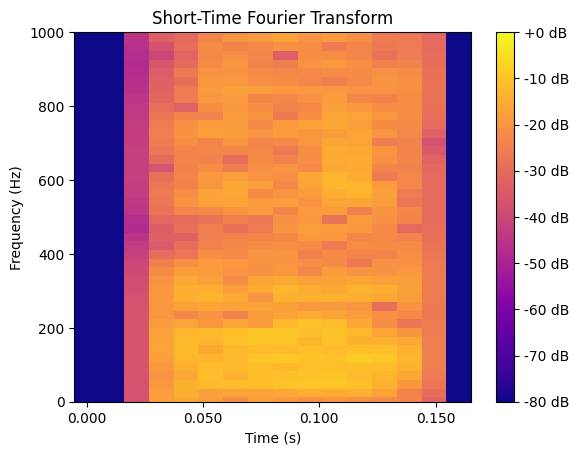 Short-Time Fourier Transform
1000
800
600
400
200
0
Frequency (Hz)
0.000
0.050
0.100
0.150
Time (s)
+0 dB
-10 dB
-20 dB
-30 dB
-40 dB
-50 dB
-60 dB
-70 dB
-80 dB